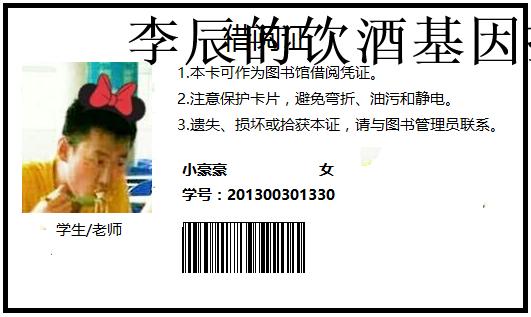 李辰的饮酒基因
借阅证
1.本卡可作为图书馆借阅凭证。
2.注意保护卡片，避免弯折、油污和静电。
3.遗失、损坏或拾获本证，请与图书管理员联系。
小豪豪 女
学号：201300301330
学生/老师